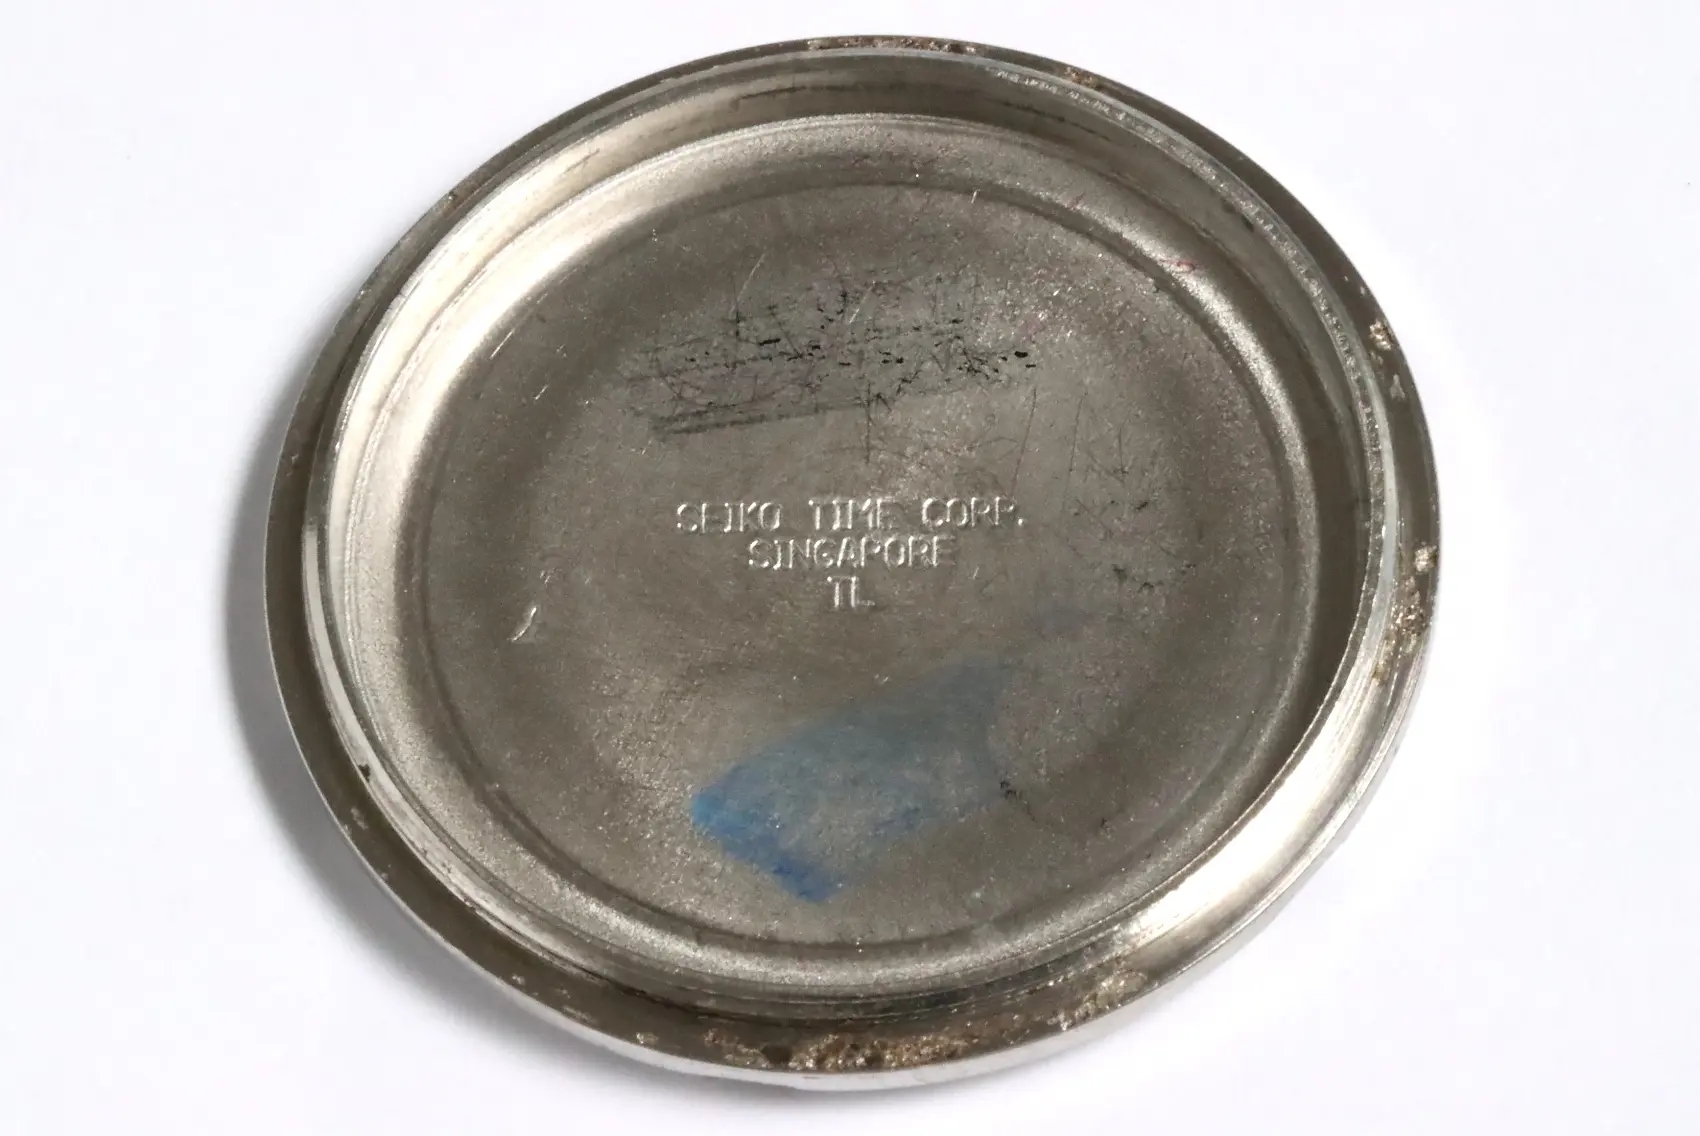 SEIKO TIME CORP.
SINGAPORE
TL